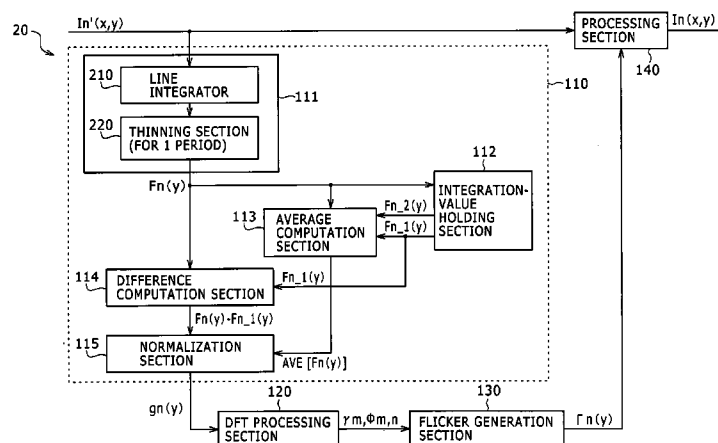 20
In'(x,y)
PROCESSING
SECTION
In(x,y)
140
210
LINE
INTEGRATOR
111
110
220
THINNING SECTION
(FOR 1 PERIOD)
112
Fn(y)
INTEGRATION-
VALUE
HOLDING
SECTION
113
AVERAGE
COMPUTATION
SECTION
Fn_2(y)
Fn_1(y)
114
DIFFERENCE
COMPUTATION SECTION
Fn_1(y)
Fn(y)-Fn_1(y)
115
NORMALIZATION
SECTION
AVE [Fn(y)]
gn(y)
120
DFT PROCESSING
SECTION
γm,Φm,n
130
FLICKER GENERATION
SECTION
Γn(y)